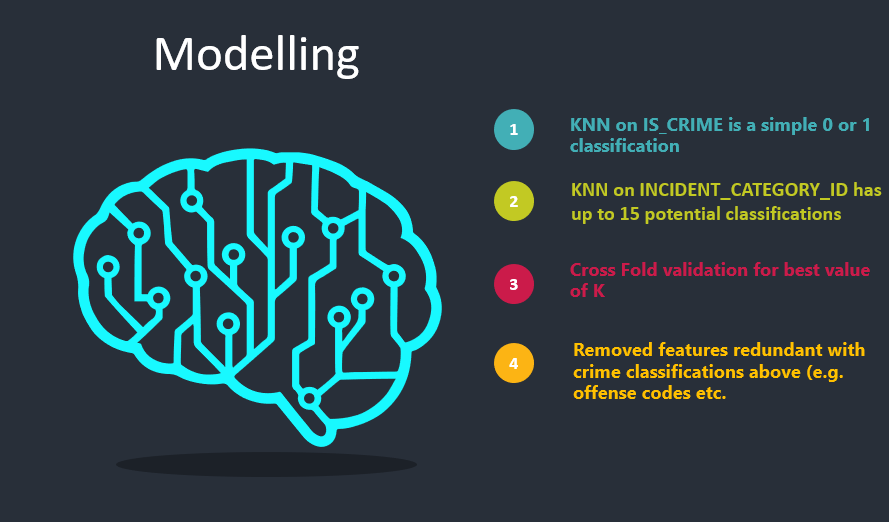 Modelling
1
KNN on IS_CRIME is a simple 0 or 1
classification
2
KNN on INCIDENT_CATEGORY_ID has
up to 15 potential classifications
3
Cross Fold validation for best value
of K
4
Removed features redundant with
crime classifications above (e.g.
offense codes etc.